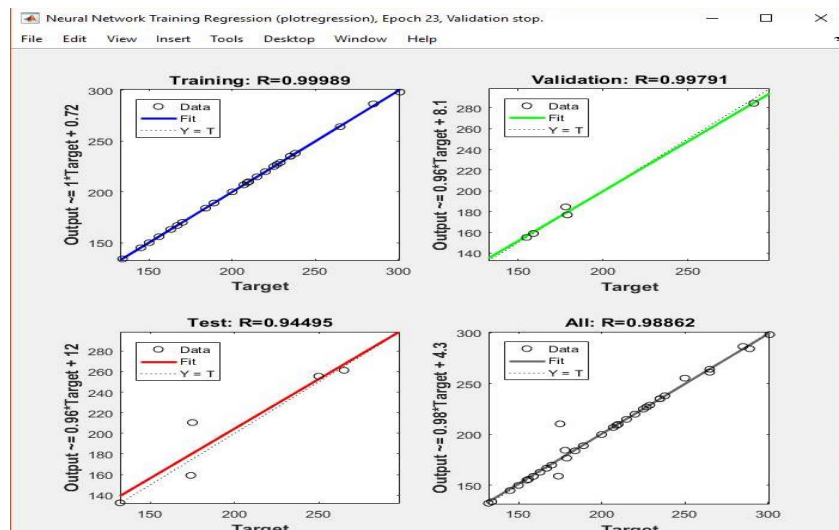 Neural Network Training Regression (plotregression), Epoch 23, Validation stop.
File Edit View Insert Tools Desktop Window Help
Training: R=0.99989
Output ~= 1*Target + 0.72
300
250
200
150
Data
Fit
Y = T
150 200 250 300
Target
Validation: R=0.99791
Output ~= 0.96*Target + 8.1
280
260
240
220
200
180
160
140
Data
Fit
Y = T
150 200 250
Target
Test: R=0.94495
Output ~= 0.96*Target + 12
280
260
240
220
200
180
160
140
Data
Fit
Y = T
150 200 250
Target
All: R=0.98862
Output ~= 0.98*Target + 4.3
300
250
200
150
Data
Fit
Y = T
150 200 250 300
Target